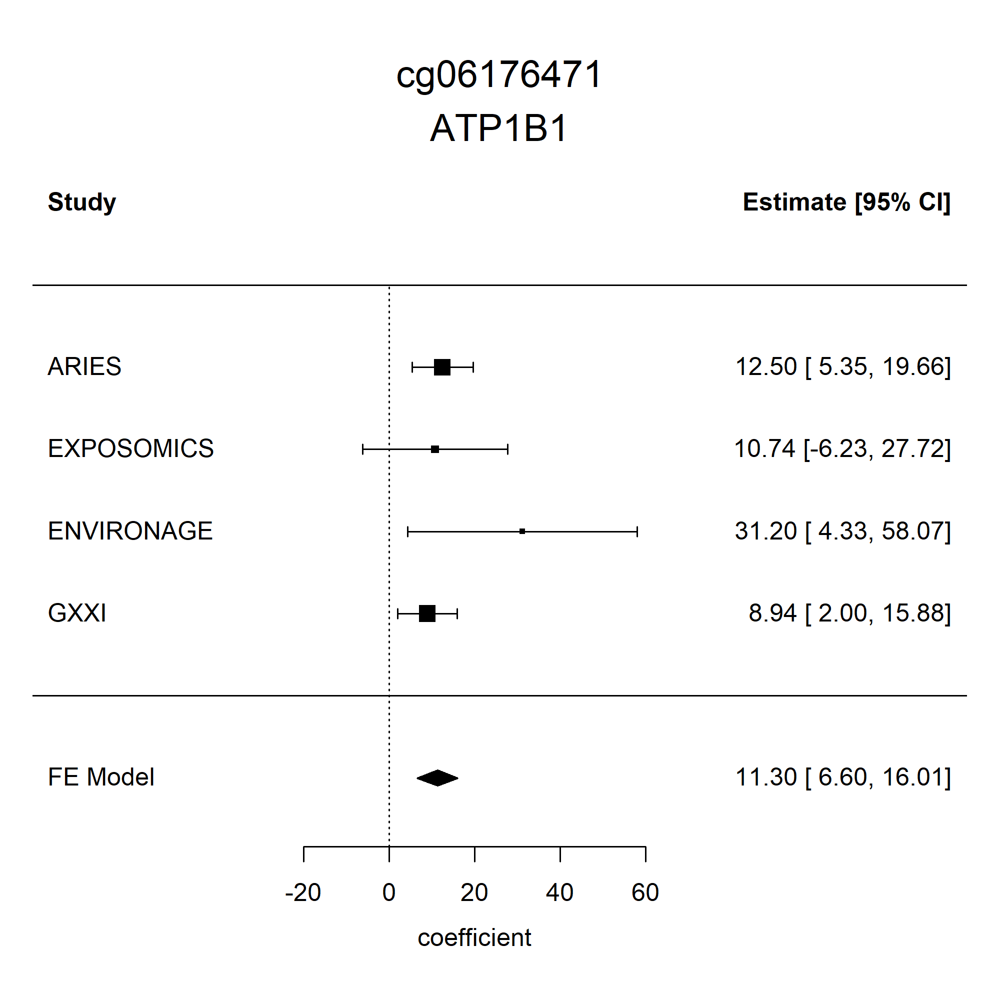 cg06176471
ATP1B1
Study Estimate [95% CI]
ARIES 12.50 [ 5.35, 19.66]
EXPOSOMICS 10.74 [-6.23, 27.72]
ENVIRONAGE 31.20 [ 4.33, 58.07]
GXXI 8.94 [ 2.00, 15.88]
FE Model 11.30 [ 6.60, 16.01]
-20 0 20 40 60
coefficient